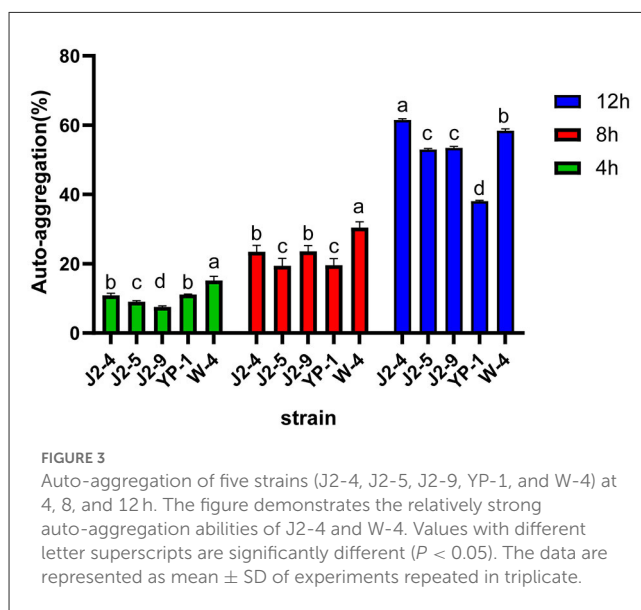 80
60
40
20
0
Auto-aggregation(%)
b c d b a
b c b c a
a c c d b
12h
8h
4h
J2-4 J2-5 J2-9 YP-1 W-4 J2-4 J2-5 J2-9 YP-1 W-4 J2-4 J2-5 J2-9 YP-1 W-4
strain
FIGURE 3
Auto-aggregation of five strains (J2-4, J2-5, J2-9, YP-1, and W-4) at
4, 8, and 12 h. The figure demonstrates the relatively strong
auto-aggregation abilities of J2-4 and W-4. Values with different
letter superscripts are significantly different (P < 0.05). The data are
represented as mean ± SD of experiments repeated in triplicate.